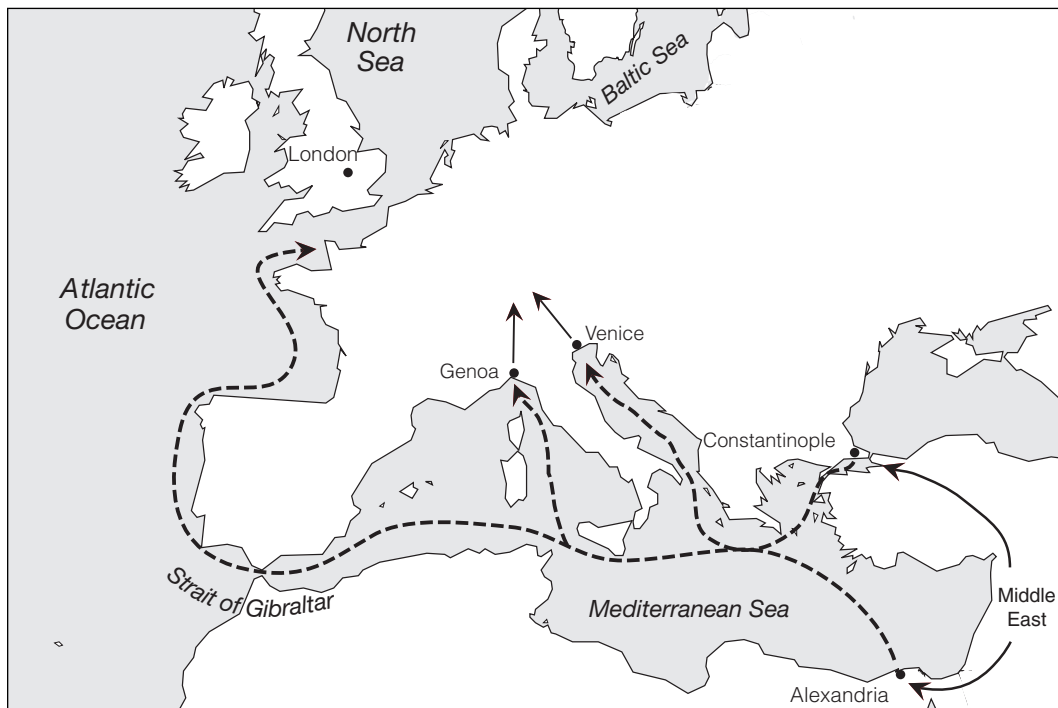 North
Sea
Baltic Sea
London
Atlantic
Ocean
Venice
Genoa
Constantinople
Strait of Gibraltar
Mediterranean Sea
Middle
East
Alexandria